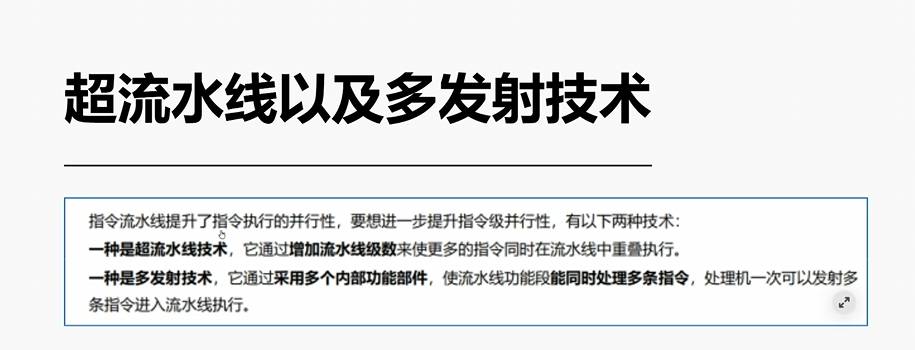 超流水线以及多发射技术
指令流水线提升了指令执行的并行性，要想进一步提升指令级并行性，有以下两种技术：
一种是超流水线技术，它通过增加流水线级数来使更多的指令同时在流水线中重叠执行。
一种是多发射技术，它通过采用多个内部功能部件，使流水线功能段能同时处理多条指令，处理机一次可以发射多
条指令进入流水线执行。